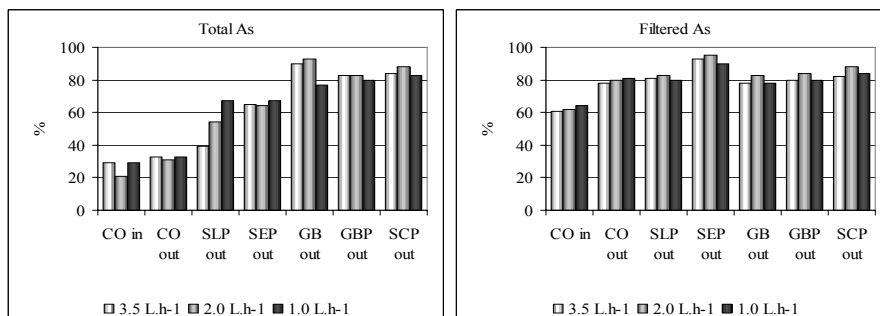 Total As
100
80
60
40
20
0
%
CO in
CO out
SLP out
SEP out
GB out
GBP out
SCP out
3.5 L.h-1
2.0 L.h-1
1.0 L.h-1
Filtered As
100
80
60
40
20
0
%
CO in
CO out
SLP out
SEP out
GB out
GBP out
SCP out
3.5 L.h-1
2.0 L.h-1
1.0 L.h-1